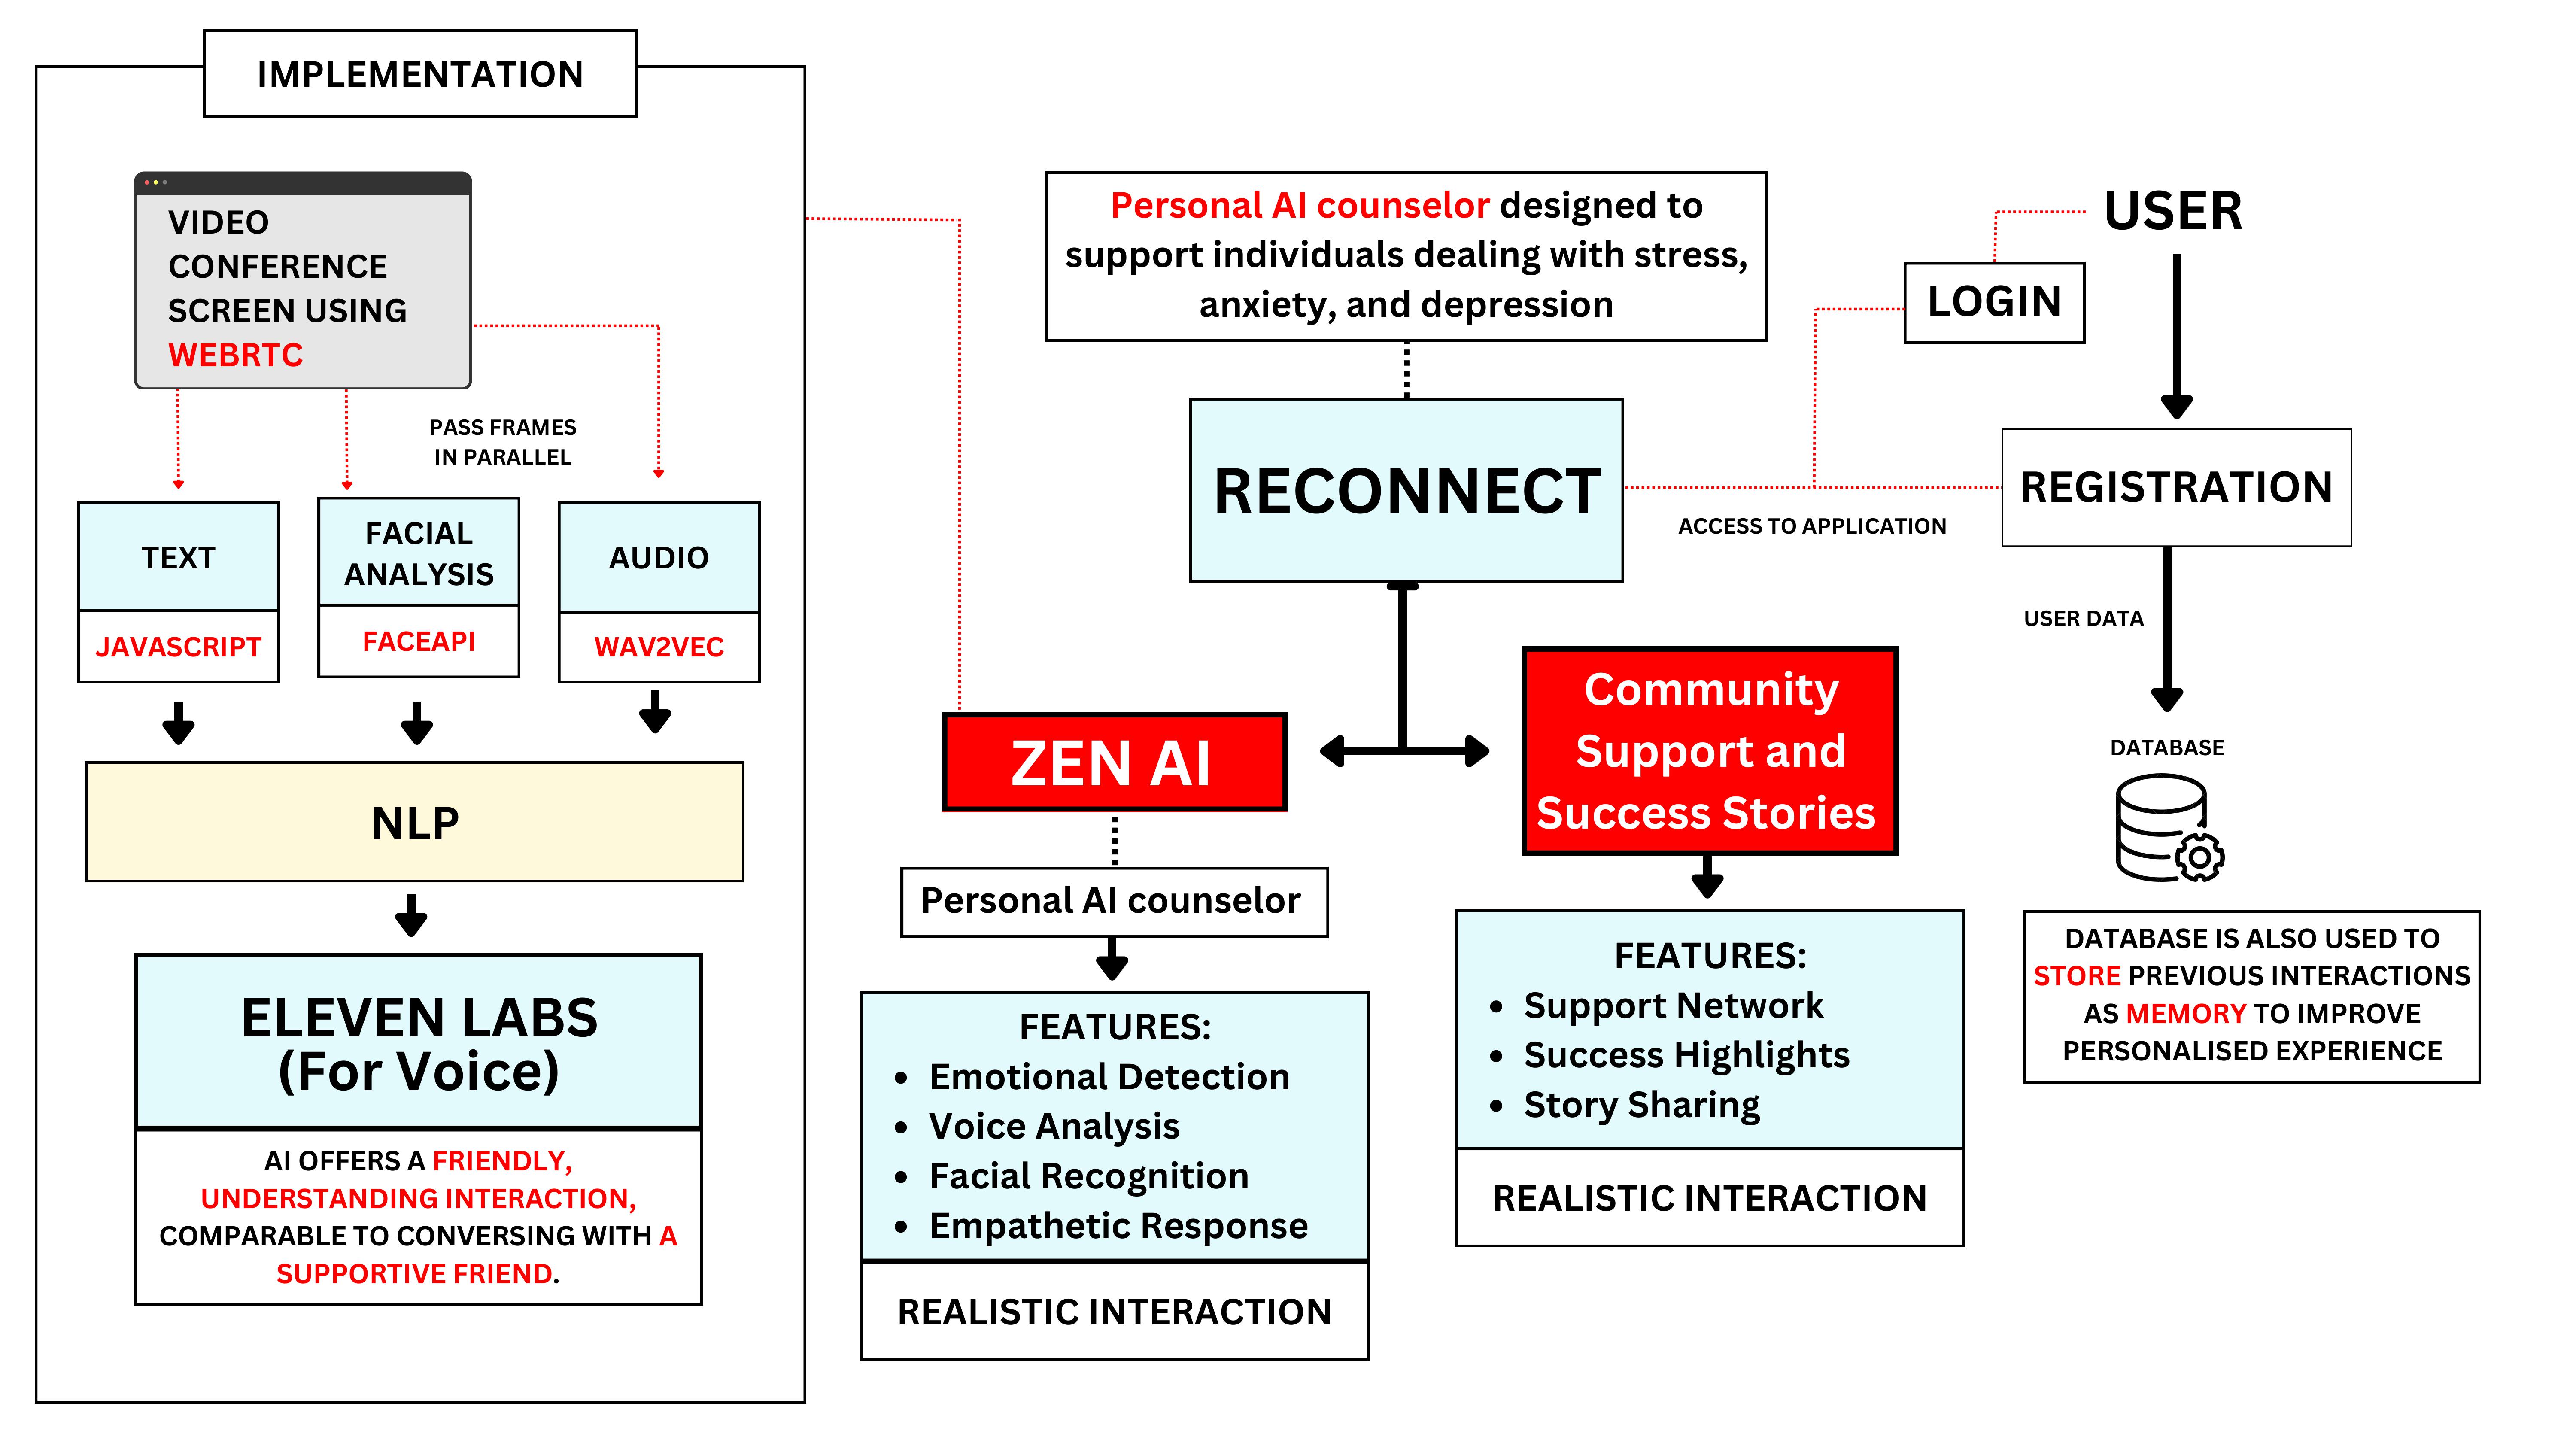 IMPLEMENTATION
VIDEO
CONFERENCE
SCREEN USING
WEBRTC
PASS FRAMES
IN PARALLEL
TEXT
JAVASCRIPT
FACIAL
ANALYSIS
FACEAPI
AUDIO
WAV2VEC
NLP
ELEVEN LABS
(For Voice)
AI OFFERS A FRIENDLY,
UNDERSTANDING INTERACTION,
COMPARABLE TO CONVERSING WITH A
SUPPORTIVE FRIEND.
Personal AI counselor designed to
support individuals dealing with stress,
anxiety, and depression
RECONNECT
ZEN AI
Personal AI counselor
FEATURES:
• Emotional Detection
• Voice Analysis
• Facial Recognition
• Empathetic Response
REALISTIC INTERACTION
Community
Support and
Success Stories
FEATURES:
• Support Network
• Success Highlights
• Story Sharing
REALISTIC INTERACTION
USER
LOGIN
REGISTRATION
ACCESS TO APPLICATION
USER DATA
DATABASE
DATABASE IS ALSO USED TO
STORE PREVIOUS INTERACTIONS
AS MEMORY TO IMPROVE
PERSONALISED EXPERIENCE